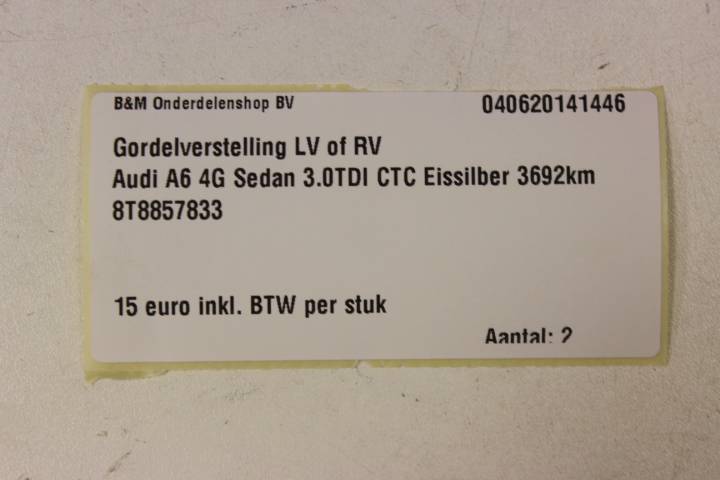 B&M Onderdelenshop BV 040620141446
Gordelverstelling LV of RV
Audi A6 4G Sedan 3.0TDI CTC Eissilber 3692km
8T8857833
15 euro inkl. BTW per stuk
Aantal: 2